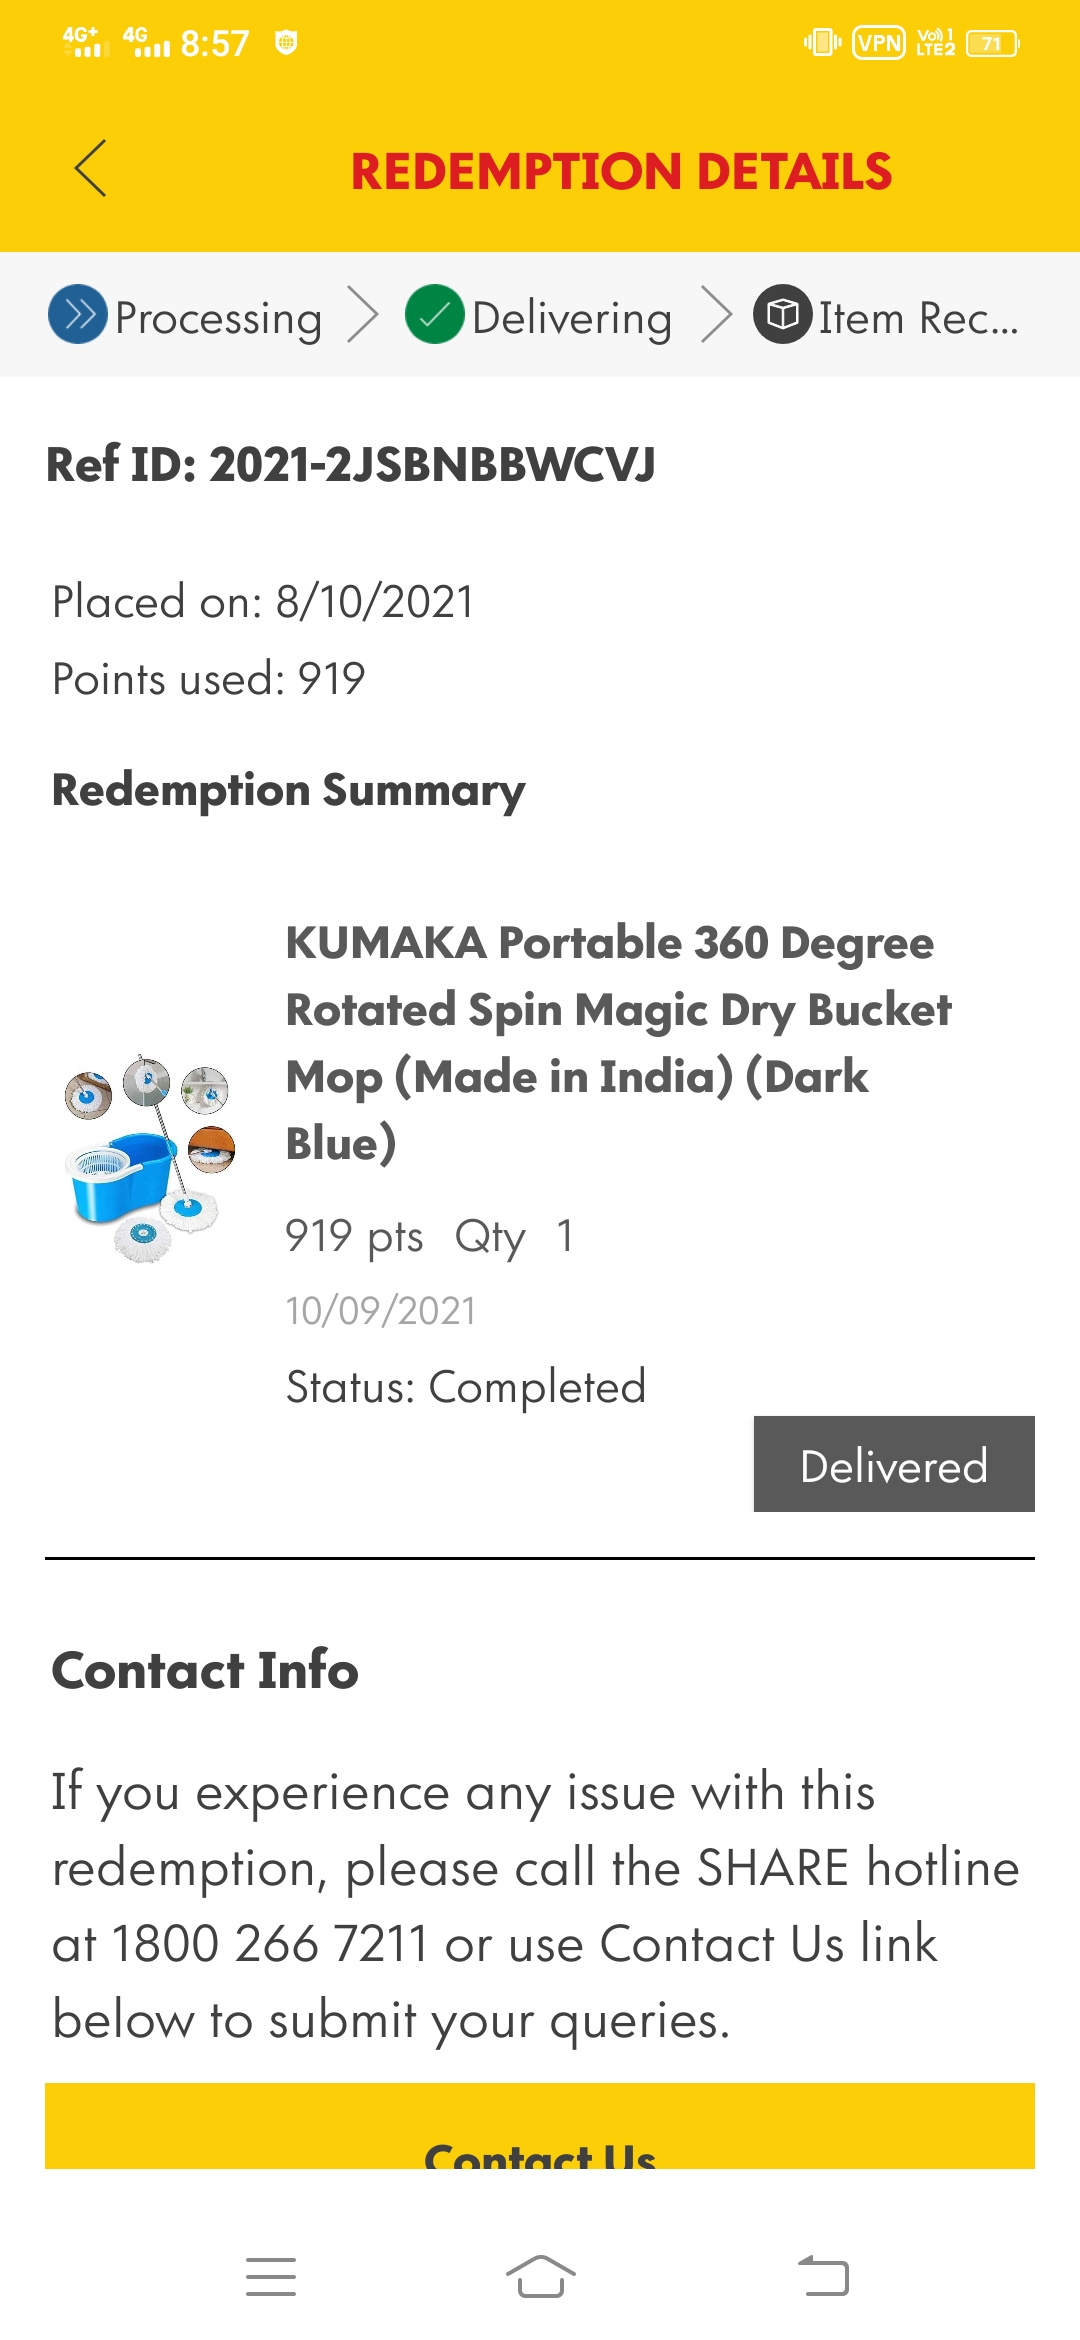 4G+ 4G 8:57 VPN Vo) 1 LTE2 71
REDEMPTION DETAILS
Processing Delivering Item Rec...
Ref ID: 2021-2JSBNBBWCVJ
Placed on: 8/10/2021
Points used: 919
Redemption Summary
KUMAKA Portable 360 Degree
Rotated Spin Magic Dry Bucket
Mop (Made in India) (Dark
Blue)
919 pts Qty 1
10/09/2021
Status: Completed
Delivered
Contact Info
If you experience any issue with this
redemption, please call the SHARE hotline
at 1800 266 7211 or use Contact Us link
below to submit your queries.
Contact Us